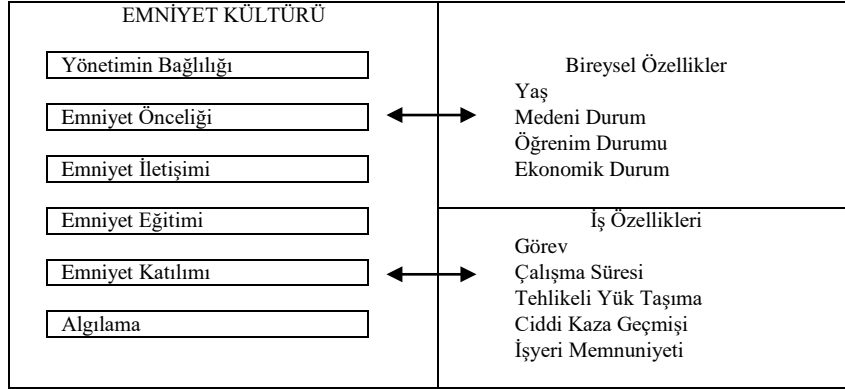 EMNİYET KÜLTÜRÜ
Yönetimin Bağlılığı
Emniyet Önceliği
Emniyet İletişimi
Emniyet Eğitimi
Emniyet Katılımı
Algılama
Bireysel Özellikler
Yaş
Medeni Durum
Öğrenim Durumu
Ekonomik Durum
İş Özellikleri
Görev
Çalışma Süresi
Tehlikeli Yük Taşıma
Ciddi Kaza Geçmişi
İşyeri Memnuniyeti